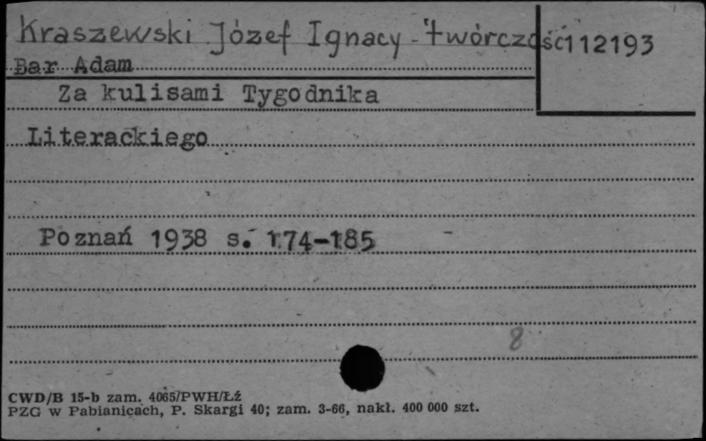 Kraszewski Józef Ignacy - twórczość
112193
Bar Adam
Za kulisami Tygodnika
Literackiego
Poznań 1938 s. 174-185
8
CWD/B 15-b zam. 4065/PWH/Łź
PZG w Pabianicach, P. Skargi 40; zam. 3-66, nakł. 400 000 szt.